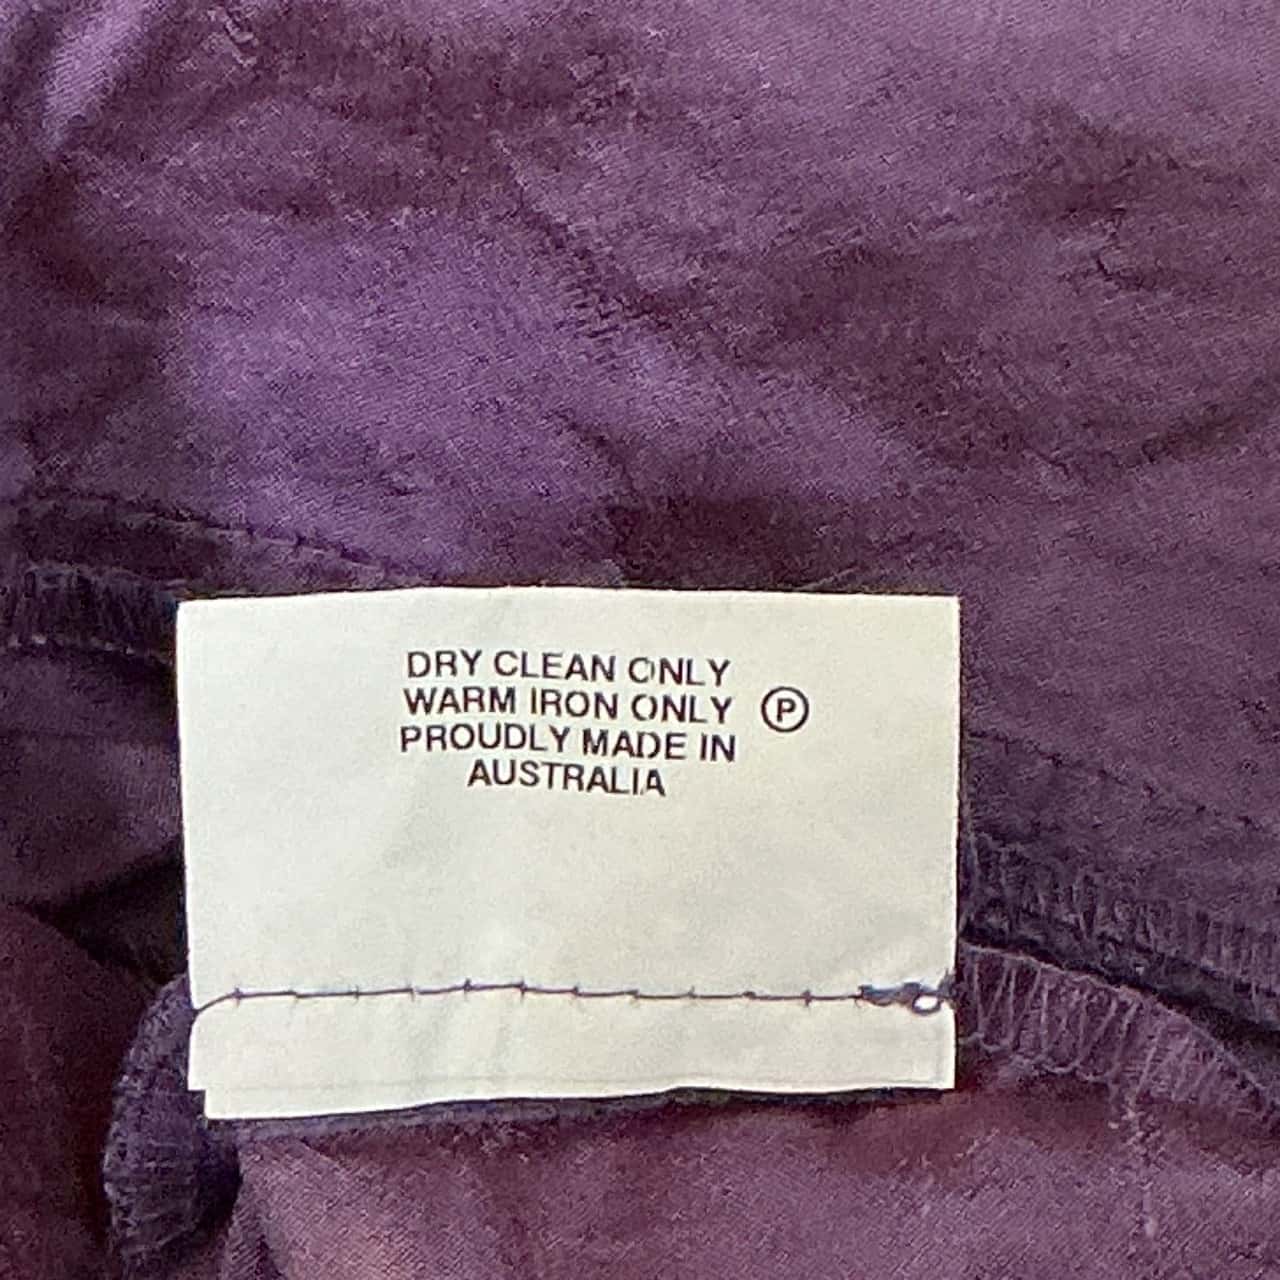 DRY CLEAN ONLY
WARM IRON ONLY Ⓟ
PROUDLY MADE IN
AUSTRALIA